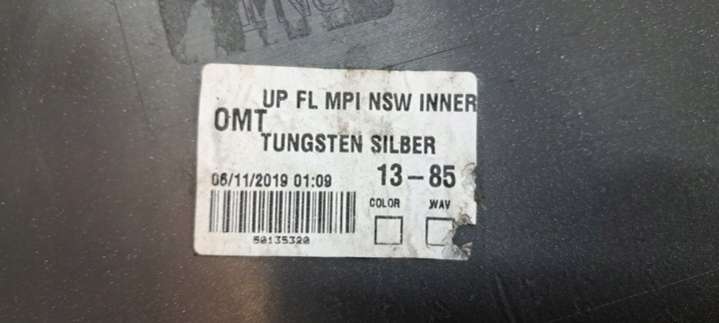 UP FL MPI NSW INNER
OMT
TUNGSTEN SILBER
06/11/2019 01:09
13-85
COLOR
WAV
50135320